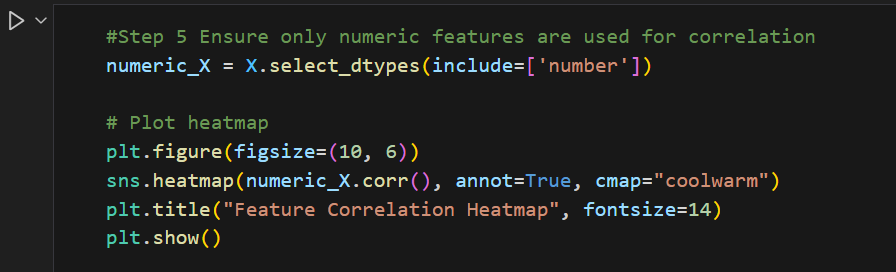 #Step 5 Ensure only numeric features are used for correlation
numeric_X = X.select_dtypes(include=['number'])
# Plot heatmap
plt.figure(figsize=(10, 6))
sns.heatmap(numeric_X.corr(), annot=True, cmap="coolwarm")
plt.title("Feature Correlation Heatmap", fontsize=14)
plt.show()